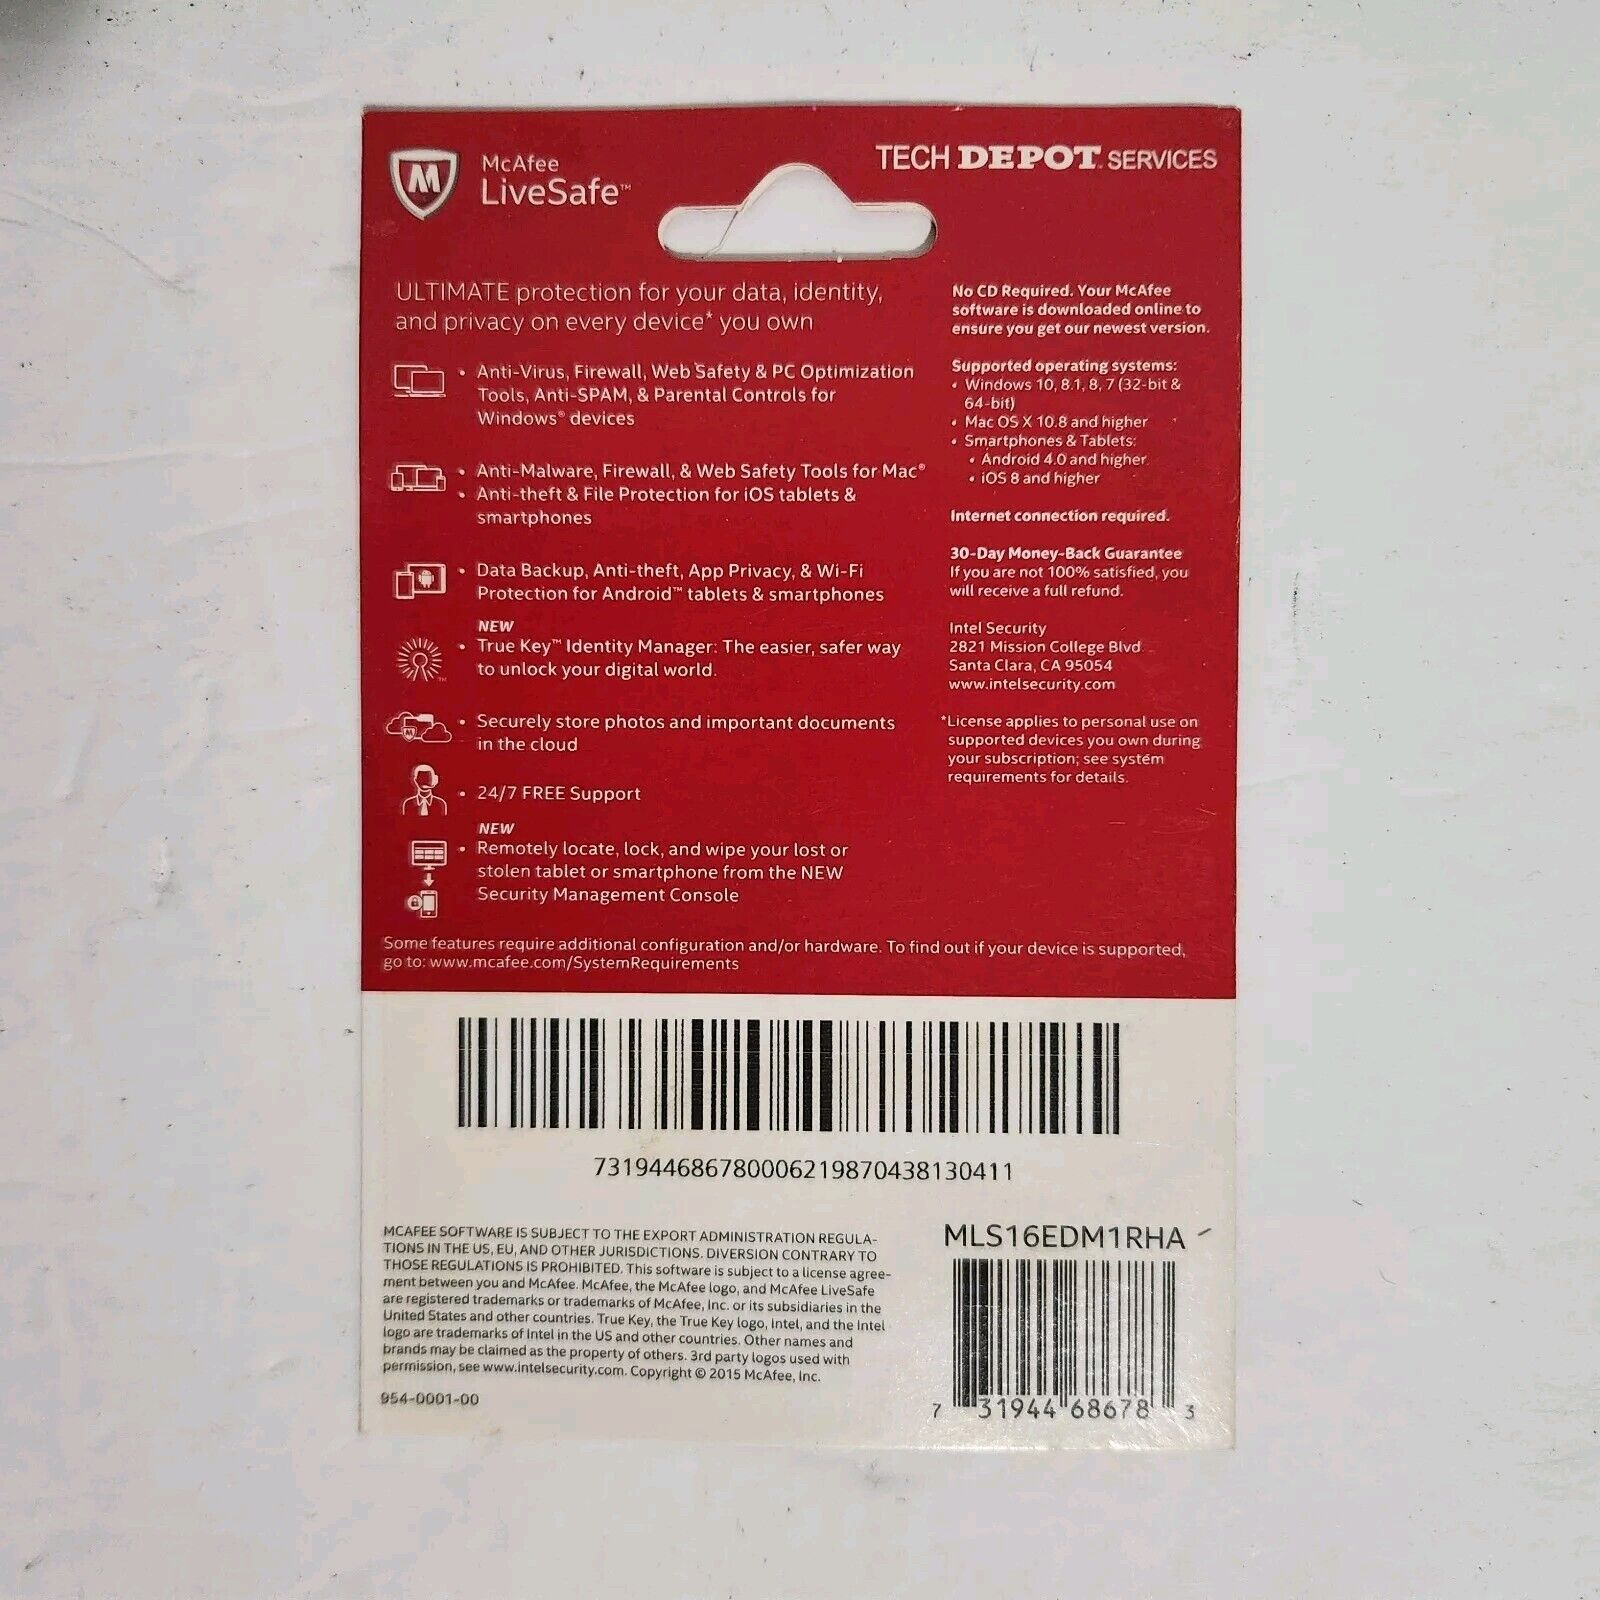 McAfee
LiveSafe™
TECH DEPOT. SERVICES
ULTIMATE protection for your data, identity,
and privacy on every device* you own
• Anti-Virus, Firewall, Web Safety & PC Optimization
Tools, Anti-SPAM, & Parental Controls for
Windows® devices
• Anti-Malware, Firewall, & Web Safety Tools for Mac®
• Anti-theft & File Protection for iOS tablets &
smartphones
• Data Backup, Anti-theft, App Privacy, & Wi-Fi
Protection for Android™ tablets & smartphones
NEW
• True Key™ Identity Manager: The easier, safer way
to unlock your digital world.
• Securely store photos and important documents
in the cloud
• 24/7 FREE Support
NEW
• Remotely locate, lock, and wipe your lost or
stolen tablet or smartphone from the NEW
Security Management Console
No CD Required. Your McAfee
software is downloaded online to
ensure you get our newest version.
Supported operating systems:
• Windows 10, 8.1, 8, 7 (32-bit &
64-bit)
• Mac OS X 10.8 and higher
• Smartphones & Tablets:
• Android 4.0 and higher
• iOS 8 and higher
Internet connection required.
30-Day Money-Back Guarantee
If you are not 100% satisfied, you
will receive a full refund.
Intel Security
2821 Mission College Blvd
Santa Clara, CA 95054
www.intelsecurity.com
*License applies to personal use on
supported devices you own during
your subscription; see system
requirements for details.
Some features require additional configuration and/or hardware. To find out if your device is supported,
go to: www.mcafee.com/SystemRequirements
7319446867800062198704381304​11
MCAFEE SOFTWARE IS SUBJECT TO THE EXPORT ADMINISTRATION REGULA-
TIONS IN THE US, EU, AND OTHER JURISDICTIONS. DIVERSION CONTRARY TO
THOSE REGULATIONS IS PROHIBITED. This software is subject to a license agree-
ment between you and McAfee. McAfee, the McAfee logo, and McAfee LiveSafe
are registered trademarks or trademarks of McAfee, Inc. or its subsidiaries in the
United States and other countries. True Key, the True Key logo, Intel, and the Intel
logo are trademarks of Intel in the US and other countries. Other names and
brands may be claimed as the property of others. 3rd party logos used with
permission, see www.intelsecurity.com. Copyright © 2015 McAfee, Inc.
954-0001-00
MLS16EDM1RHA
7 31944 68678 3